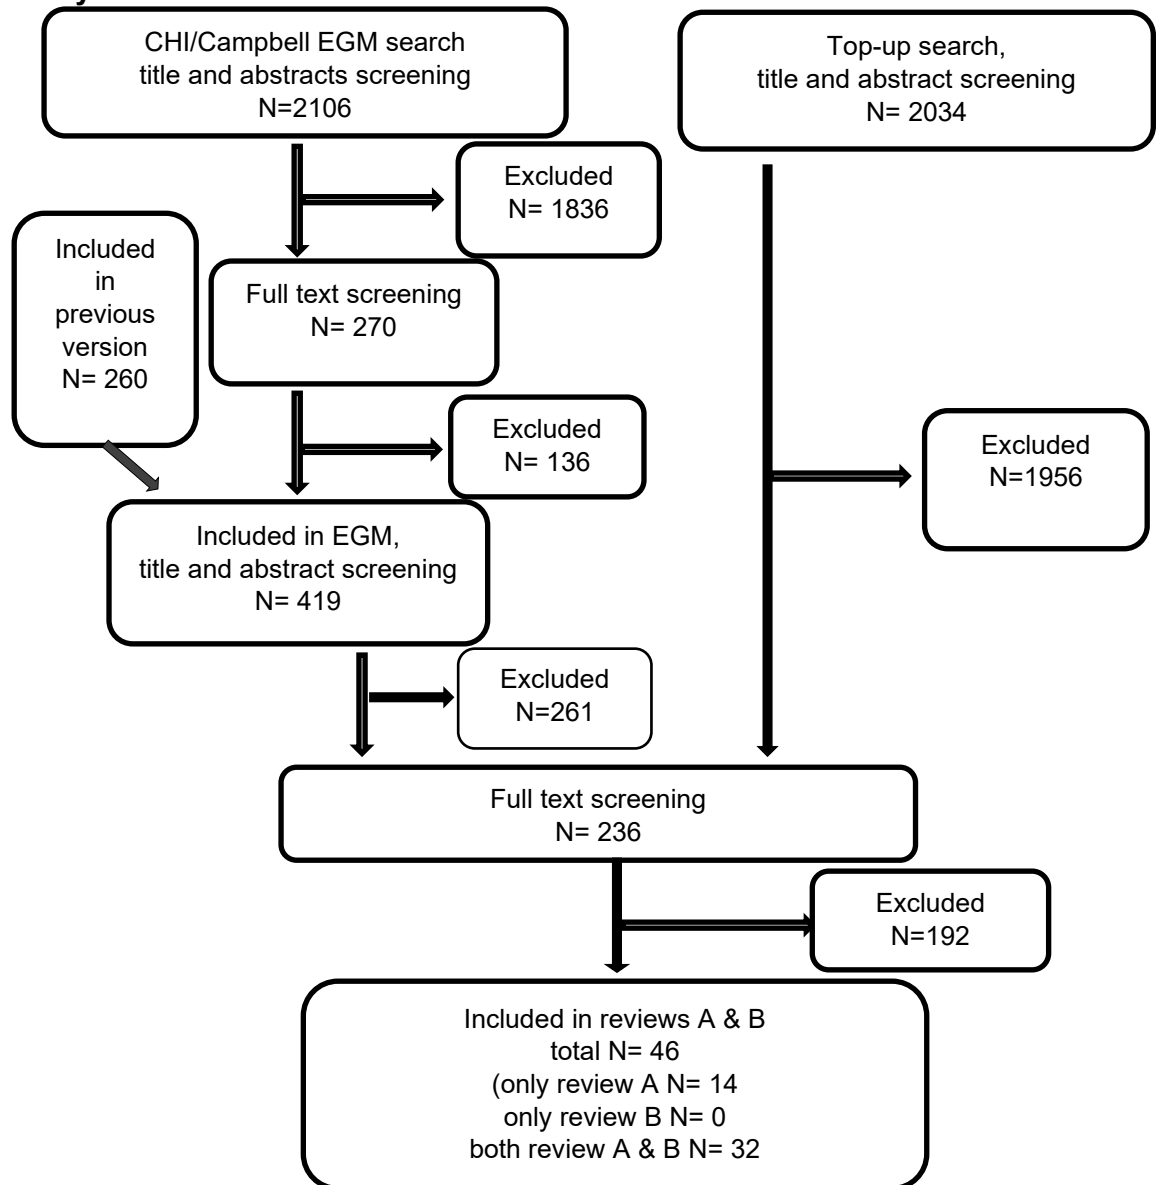 CHI/Campbell EGM search
title and abstracts screening
N=2106
Top-up search,
title and abstract screening
N= 2034
Excluded
N= 1836
Included
in
previous
version
N= 260
Full text screening
N= 270
Excluded
N= 136
Excluded
N=1956
Included in EGM,
title and abstract screening
N= 419
Excluded
N=261
Full text screening
N= 236
Excluded
N=192
Included in reviews A & B
total N= 46
(only review A N= 14
only review B N= 0
both review A & B N= 32